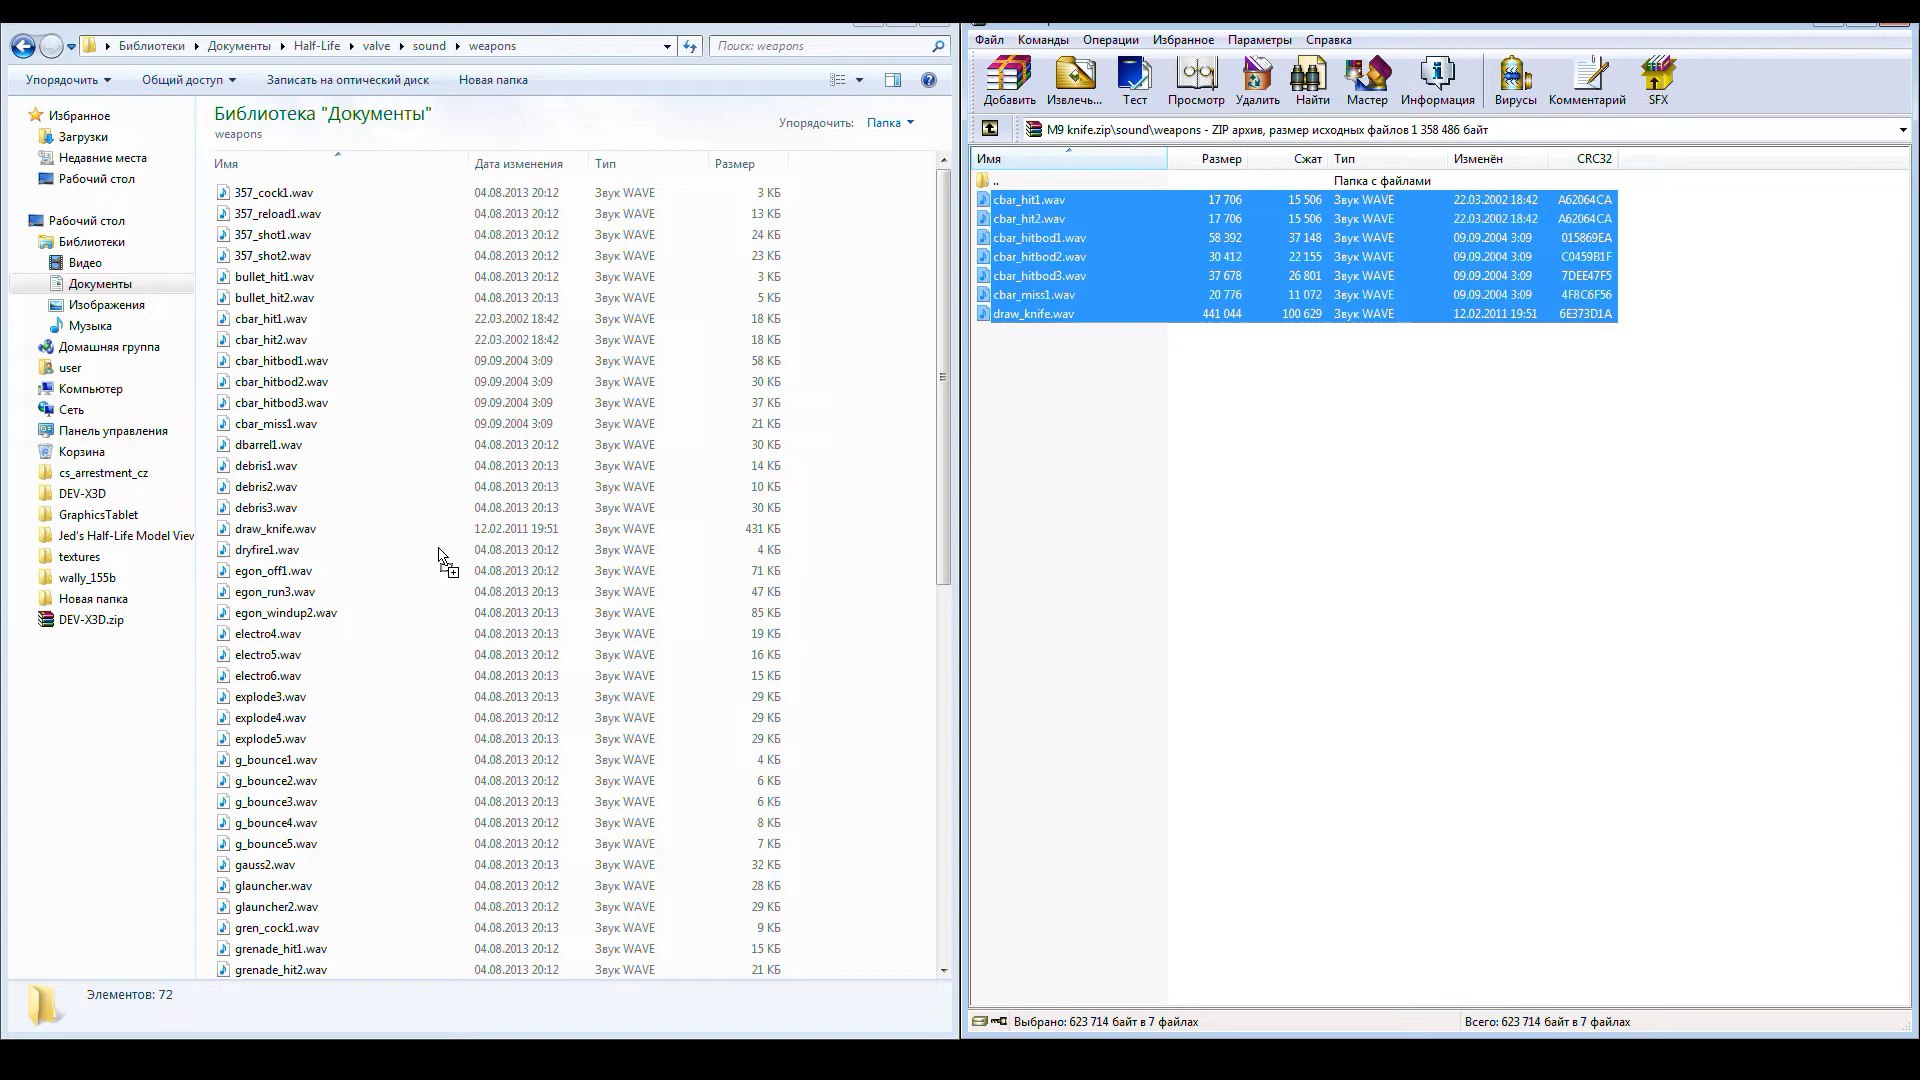 Библиотеки Документы Half-Life valve sound weapons
Поиск: weapons
Упорядочить Общий доступ Записать на оптический диск Новая папка
Избранное
Загрузки
Недавние места
Рабочий стол
Рабочий стол
Библиотеки
Видео
Документы
Изображения
Музыка
Домашняя группа
user
Компьютер
Сеть
Панель управления
Корзина
cs_arrestment_cz
DEV-X3D
GraphicsTablet
Jed's Half-Life Model View
textures
wally_155b
Новая папка
DEV-X3D.zip
Библиотека "Документы"
weapons
Упорядочить: Папка
Имя Дата изменения Тип Размер
357_cock1.wav 04.08.2013 20:12 Звук WAVE 3 КБ
357_reload1.wav 04.08.2013 20:12 Звук WAVE 13 КБ
357_shot1.wav 04.08.2013 20:12 Звук WAVE 24 КБ
357_shot2.wav 04.08.2013 20:12 Звук WAVE 23 КБ
bullet_hit1.wav 04.08.2013 20:12 Звук WAVE 3 КБ
bullet_hit2.wav 04.08.2013 20:13 Звук WAVE 5 КБ
cbar_hit1.wav 22.03.2002 18:42 Звук WAVE 18 КБ
cbar_hit2.wav 22.03.2002 18:42 Звук WAVE 18 КБ
cbar_hitbod1.wav 09.09.2004 3:09 Звук WAVE 58 КБ
cbar_hitbod2.wav 09.09.2004 3:09 Звук WAVE 30 КБ
cbar_hitbod3.wav 09.09.2004 3:09 Звук WAVE 37 КБ
cbar_miss1.wav 09.09.2004 3:09 Звук WAVE 21 КБ
dbarrel1.wav 04.08.2013 20:12 Звук WAVE 30 КБ
debris1.wav 04.08.2013 20:13 Звук WAVE 14 КБ
debris2.wav 04.08.2013 20:13 Звук WAVE 10 КБ
debris3.wav 04.08.2013 20:13 Звук WAVE 30 КБ
draw_knife.wav 12.02.2011 19:51 Звук WAVE 431 КБ
dryfire1.wav 04.08.2013 20:12 Звук WAVE 4 КБ
egon_off1.wav 04.08.2013 20:12 Звук WAVE 71 КБ
egon_run3.wav 04.08.2013 20:13 Звук WAVE 47 КБ
egon_windup2.wav 04.08.2013 20:13 Звук WAVE 85 КБ
electro4.wav 04.08.2013 20:13 Звук WAVE 19 КБ
electro5.wav 04.08.2013 20:12 Звук WAVE 16 КБ
electro6.wav 04.08.2013 20:13 Звук WAVE 15 КБ
explode3.wav 04.08.2013 20:13 Звук WAVE 29 КБ
explode4.wav 04.08.2013 20:12 Звук WAVE 29 КБ
explode5.wav 04.08.2013 20:13 Звук WAVE 29 КБ
g_bounce1.wav 04.08.2013 20:12 Звук WAVE 4 КБ
g_bounce2.wav 04.08.2013 20:12 Звук WAVE 6 КБ
g_bounce3.wav 04.08.2013 20:13 Звук WAVE 6 КБ
g_bounce4.wav 04.08.2013 20:12 Звук WAVE 8 КБ
g_bounce5.wav 04.08.2013 20:12 Звук WAVE 7 КБ
gauss2.wav 04.08.2013 20:13 Звук WAVE 32 КБ
glauncher.wav 04.08.2013 20:12 Звук WAVE 28 КБ
glauncher2.wav 04.08.2013 20:12 Звук WAVE 29 КБ
gren_cock1.wav 04.08.2013 20:13 Звук WAVE 9 КБ
grenade_hit1.wav 04.08.2013 20:12 Звук WAVE 15 КБ
grenade_hit2.wav 04.08.2013 20:12 Звук WAVE 21 КБ
Элементов: 72
Файл Команды Операции Избранное Параметры Справка
Добавить Извлечь... Тест Просмотр Удалить Найти Мастер Информация Вирусы Комментарий SFX
M9 knife.zip\sound\weapons - ZIP архив, размер исходных файлов 1 358 486 байт
Имя Размер Сжат Тип Изменён CRC32
.. Папка с файлами
cbar_hit1.wav 17 706 15 506 Звук WAVE 22.03.2002 18:42 A62064CA
cbar_hit2.wav 17 706 15 506 Звук WAVE 22.03.2002 18:42 A62064CA
cbar_hitbod1.wav 58 392 37 148 Звук WAVE 09.09.2004 3:09 015869EA
cbar_hitbod2.wav 30 412 22 155 Звук WAVE 09.09.2004 3:09 C0459B1F
cbar_hitbod3.wav 37 678 26 801 Звук WAVE 09.09.2004 3:09 7DEE47F5
cbar_miss1.wav 20 776 11 072 Звук WAVE 09.09.2004 3:09 4F8C6F56
draw_knife.wav 441 044 100 629 Звук WAVE 12.02.2011 19:51 6E373D1A
Выбрано: 623 714 байт в 7 файлах
Всего: 623 714 байт в 7 файлах